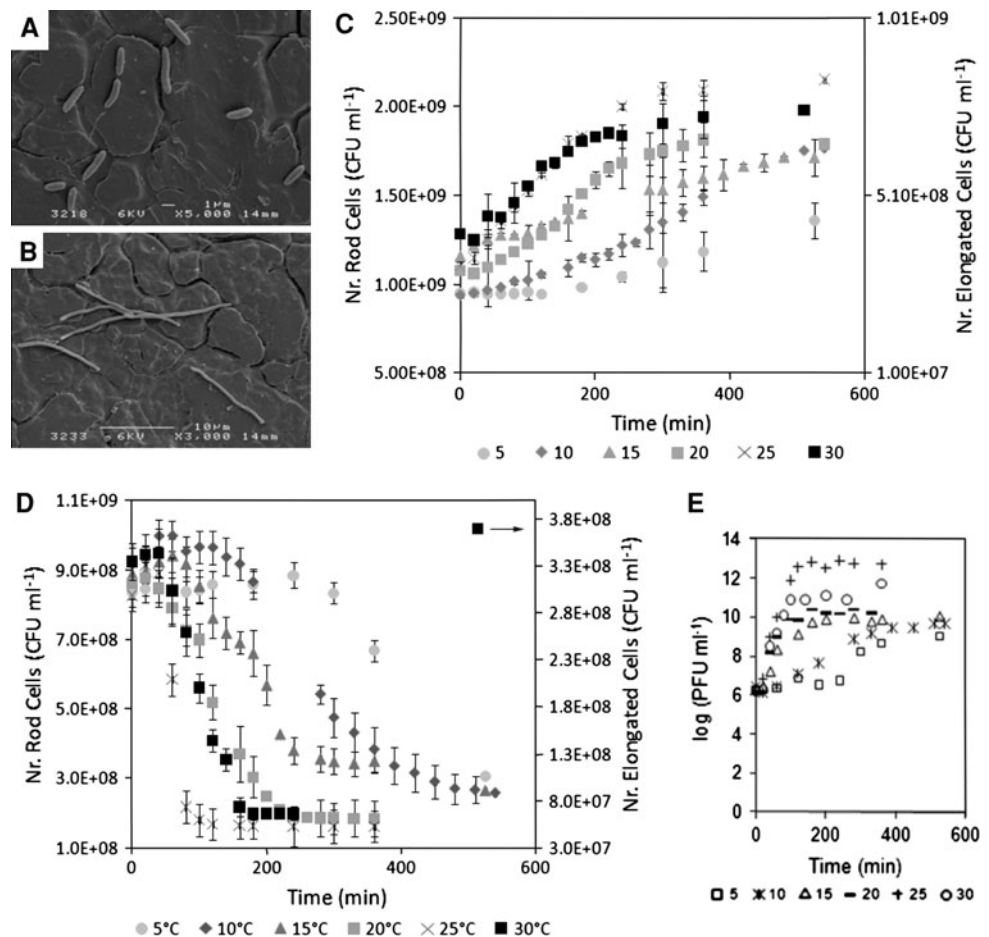 A
3218 6KV 1μm X5,000 14mm
B
3233 10μm 6KV X3,000 14mm
C
Nr. Rod Cells (CFU ml-1)
2.50E+09
2.00E+09
1.50E+09
1.00E+09
5.00E+08
1.01E+09
5.10E+08
1.00E+07
Nr. Elongated Cells (CFU ml-1)
0 200 400 600
Time (min)
5 10 15 20 25 30
D
Nr. Rod Cells (CFU ml-1)
1.1E+09
9.0E+08
7.0E+08
5.0E+08
3.0E+08
1.0E+08
3.8E+08
3.3E+08
2.8E+08
2.3E+08
1.8E+08
1.3E+08
8.0E+07
3.0E+07
Nr. Elongated Cells (CFU ml-1)
0 200 400 600
Time (min)
5°C 10°C 15°C 20°C 25°C 30°C
E
log (PFU ml-1)
14
12
10
8
6
4
2
0
0 200 400 600
Time (min)
5 10 15 20 25 30